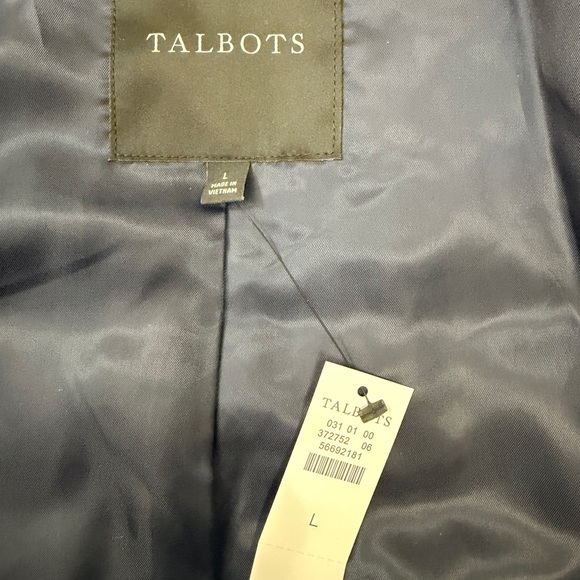 TALBOTS
L
MADE IN
VIETNAM
TALBOTS
031 01 00
372752 06
56692181
L